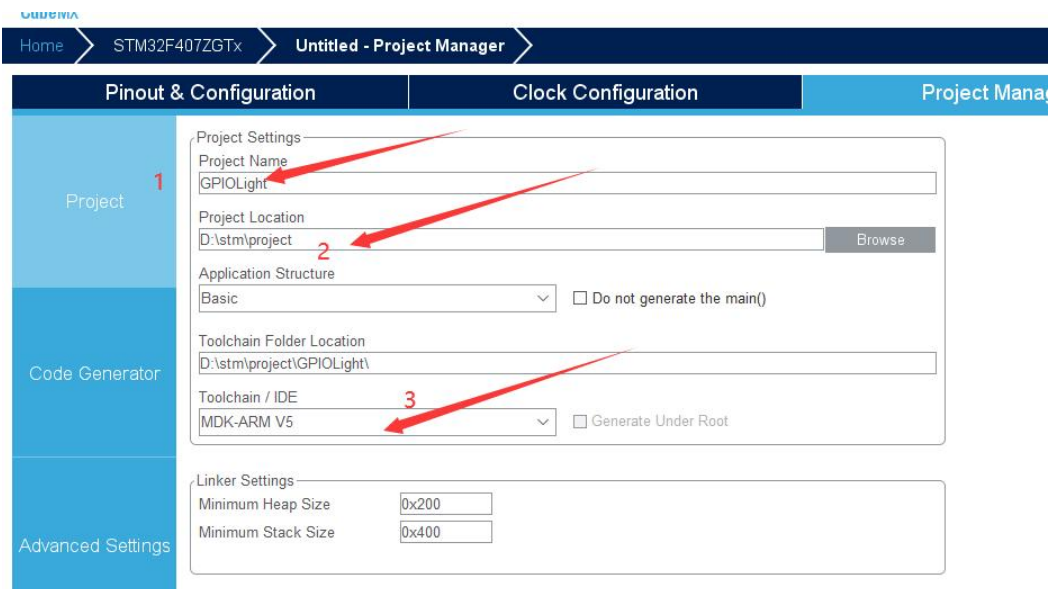 CubeMX
Home STM32F407ZGTx Untitled - Project Manager
Pinout & Configuration Clock Configuration Project Mana
Project Settings
Project Name
1
GPIOLight
Project
Project Location
D:\stm\project Browse
2
Application Structure
Basic Do not generate the main()
Toolchain Folder Location
D:\stm\project\GPIOLight\
Code Generator
Toolchain / IDE
3
MDK-ARM V5 Generate Under Root
Linker Settings
Minimum Heap Size 0x200
Minimum Stack Size 0x400
Advanced Settings